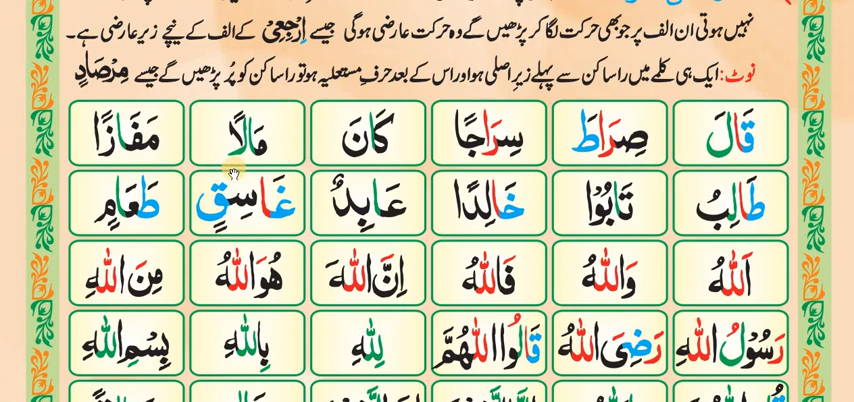 نہیں ہوتی ان الف پر جو بھی حرکت لگا کر پڑھیں گے وہ حرکت عارضی ہوگی جیسے اِرْجِعِیْ کے الف کے نیچے زیر عارضی ہے۔
نوٹ: ایک ہی کلمے میں را ساکن سے پہلے زیر اصلی ہو اور اس کے بعد حرفِ مستعلیہ ہو تو را ساکن کو پُر پڑھیں گے جیسے مِرْصَادٍ
قَالَ صِرَاطَ سِرَاجًا كَانَ مَالًا مَفَازًا
طَالِبُ تَابُوْا خَالِدًا عَابِدٌ غَاسِقٍ طَعَامِ
اَللّٰهُ وَاللّٰهُ فَاللّٰهُ اِنَّ اللّٰهَ هُوَ اللّٰهُ مِنَ اللّٰهِ
رَسُوْلُ اللّٰهِ رَضِیَ اللّٰهُ قَالُوا اللّٰهُمَّ لِلّٰهِ بِاللّٰهِ بِسْمِ اللّٰهِ